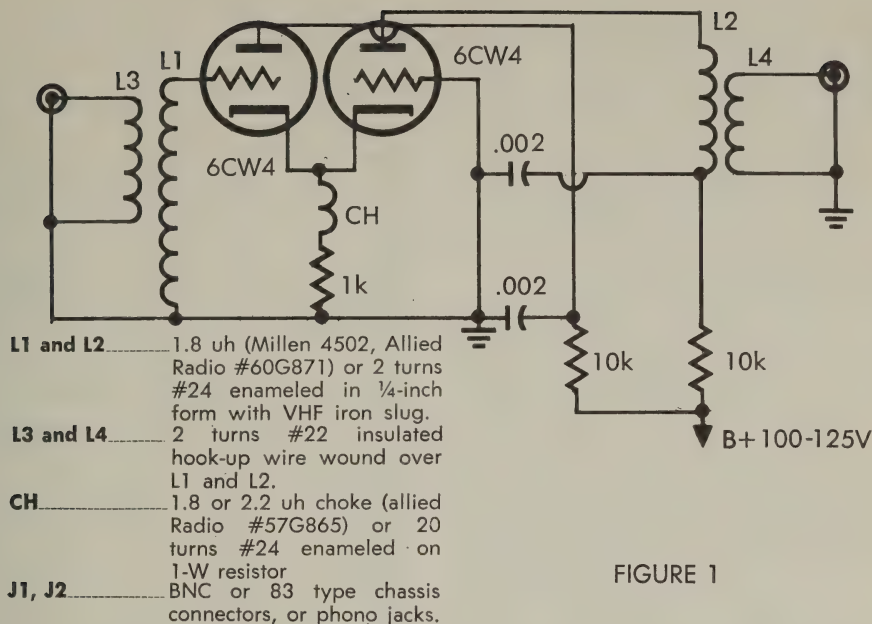 L2
L1
L3
6CW4
L4
.002
6CW4
CH
1k
.002
10k
10k
B+100-125V
L1 and L2 1.8 uh (Millen 4502, Allied
Radio #60G871) or 2 turns
#24 enameled in ¼-inch
form with VHF iron slug.
L3 and L4 2 turns #22 insulated
hook-up wire wound over
L1 and L2.
CH 1.8 or 2.2 uh choke (allied
Radio #57G865) or 20
turns #24 enameled on
1-W resistor
J1, J2 BNC or 83 type chassis
connectors, or phono jacks.
FIGURE 1